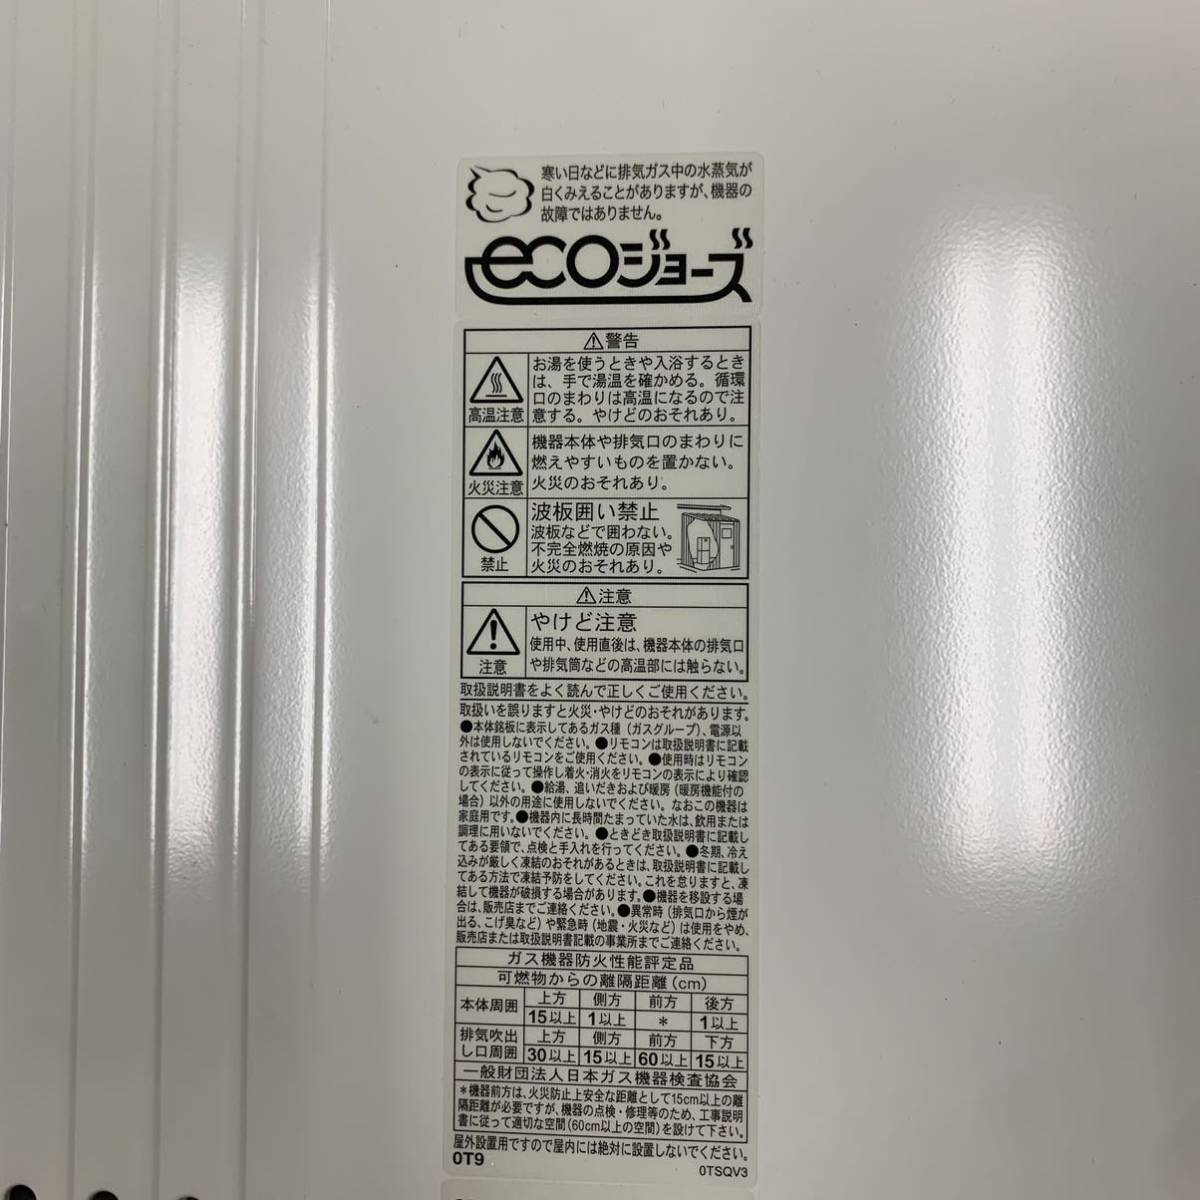 寒い日などに排気ガス中の水蒸気が
白くみえることがありますが、機器の
故障ではありません。
ecoジョーズ
⚠警告
高温注意
お湯を使うときや入浴するとき
は、手で湯温を確かめる。循環
口のまわりは高温になるので注
意する。やけどのおそれあり。
火災注意
機器本体や排気口のまわりに
燃えやすいものを置かない。
火災のおそれあり。
禁止
波板囲い禁止
波板などで囲わない。
不完全燃焼の原因や
火災のおそれあり。
⚠注意
注意
やけど注意
使用中、使用直後は、機器本体の排気口
や排気筒などの高温部には触らない。
取扱説明書をよく読んで正しくご使用ください。
取扱いを誤りますと火災・やけどのおそれがあります。
●本体銘板に表示してあるガス種（ガスグループ）、電源以
外は使用しないでください。●リモコンは取扱説明書に記載
されているリモコンをご使用ください。●使用時はリモコン
の表示に従って操作し着火・消火をリモコンの表示により確認
してください。●給湯、追いだきおよび暖房（暖房機能付の
場合）以外の用途に使用しないでください。なおこの機器は
家庭用です。●機器内に長時間たまっていた水は、飲用または
調理に用いないでください。●ときどき取扱説明書に記載し
てある要領で、点検と手入れを行ってください。●冬期、冷え
込みが厳しく凍結のおそれがあるときは、取扱説明書に記載し
てある方法で凍結予防をしてください。これを怠りますと、凍
結して機器が破損する場合があります。●機器を移設する場
合は、販売店までご連絡ください。●異常時（排気口から煙が
出る、こげ臭など）や緊急時（地震・火災など）は使用をやめ、
販売店または取扱説明書記載の事業所までご連絡ください。
ガス機器防火性能評定品
可燃物からの離隔距離(cm)
本体周囲 上方 側方 前方 後方
15以上 1以上 * 1以上
排気吹出し口周囲 上方 側方 前方 下方
30以上 15以上 60以上 15以上
一般財団法人日本ガス機器検査協会
*機器前方は、火災防止上安全な距離として15cm以上の離
隔距離が必要ですが、機器の点検・修理等のため、工事説明
書に従って適切な空間(60cm以上の空間)を設けて下さい。
屋外設置用ですので屋内には絶対に設置しないでください。
0T9
0TSQV3